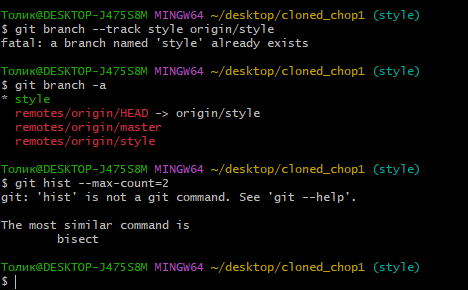 Толик@DESKTOP-J475S8M MINGW64 ~/desktop/cloned_chop1 (style)
$ git branch --track style origin/style
fatal: a branch named 'style' already exists
Толик@DESKTOP-J475S8M MINGW64 ~/desktop/cloned_chop1 (style)
$ git branch -a
* style
remotes/origin/HEAD -> origin/style
remotes/origin/master
remotes/origin/style
Толик@DESKTOP-J475S8M MINGW64 ~/desktop/cloned_chop1 (style)
$ git hist --max-count=2
git: 'hist' is not a git command. See 'git --help'.
The most similar command is
bisect
Толик@DESKTOP-J475S8M MINGW64 ~/desktop/cloned_chop1 (style)
$